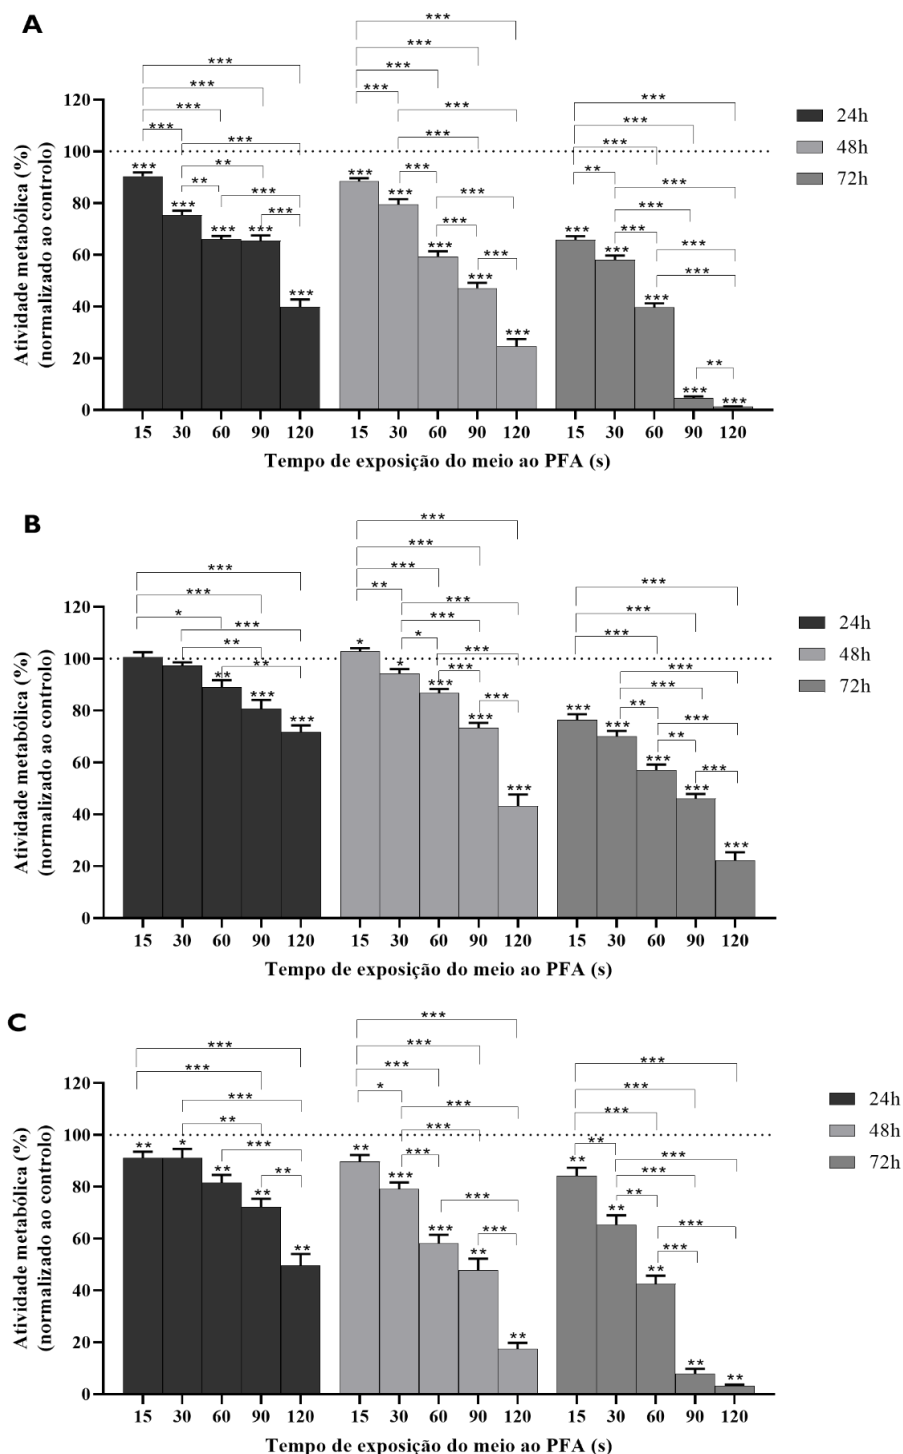 A
***
***
*** ***
*** ***
120 *** ***
*** *** 24h
*** *** ***
*** ***
100 *** 48h
*** ** *** *** **
80 ** *** *** *** *** *** 72h
*** *** *** ***
60 *** *** *** *** *** *** ***
*** *** *** ***
40 *** *** ***
20 *** **
*** ***
0
15 30 60 90 120 15 30 60 90 120 15 30 60 90 120
Tempo de exposição do meio ao PFA (s)
Atividade metabólica (%)
(normalizado ao controlo)
B
***
***
*** ***
*** ** ***
120 * *** ***
*** *** *** 24h
** * * ***
100 ** * *** 48h
** *** *** ***
80 *** *** *** ** *** 72h
*** *** *** *** **
60 *** ***
40 *** ***
20 ***
0
15 30 60 90 120 15 30 60 90 120 15 30 60 90 120
Tempo de exposição do meio ao PFA (s)
Atividade metabólica (%)
(normalizado ao controlo)
C
***
*** ***
*** *** ***
120 * ***
*** *** *** 24h
** ***
100 ** * *** ** ** 48h
** ** *** *** ** ***
80 ** *** ** *** 72h
60 *** *** *** ***
40 ** ** **
20 ** **
0 **
15 30 60 90 120 15 30 60 90 120 15 30 60 90 120
Tempo de exposição do meio ao PFA (s)
Atividade metabólica (%)
(normalizado ao controlo)